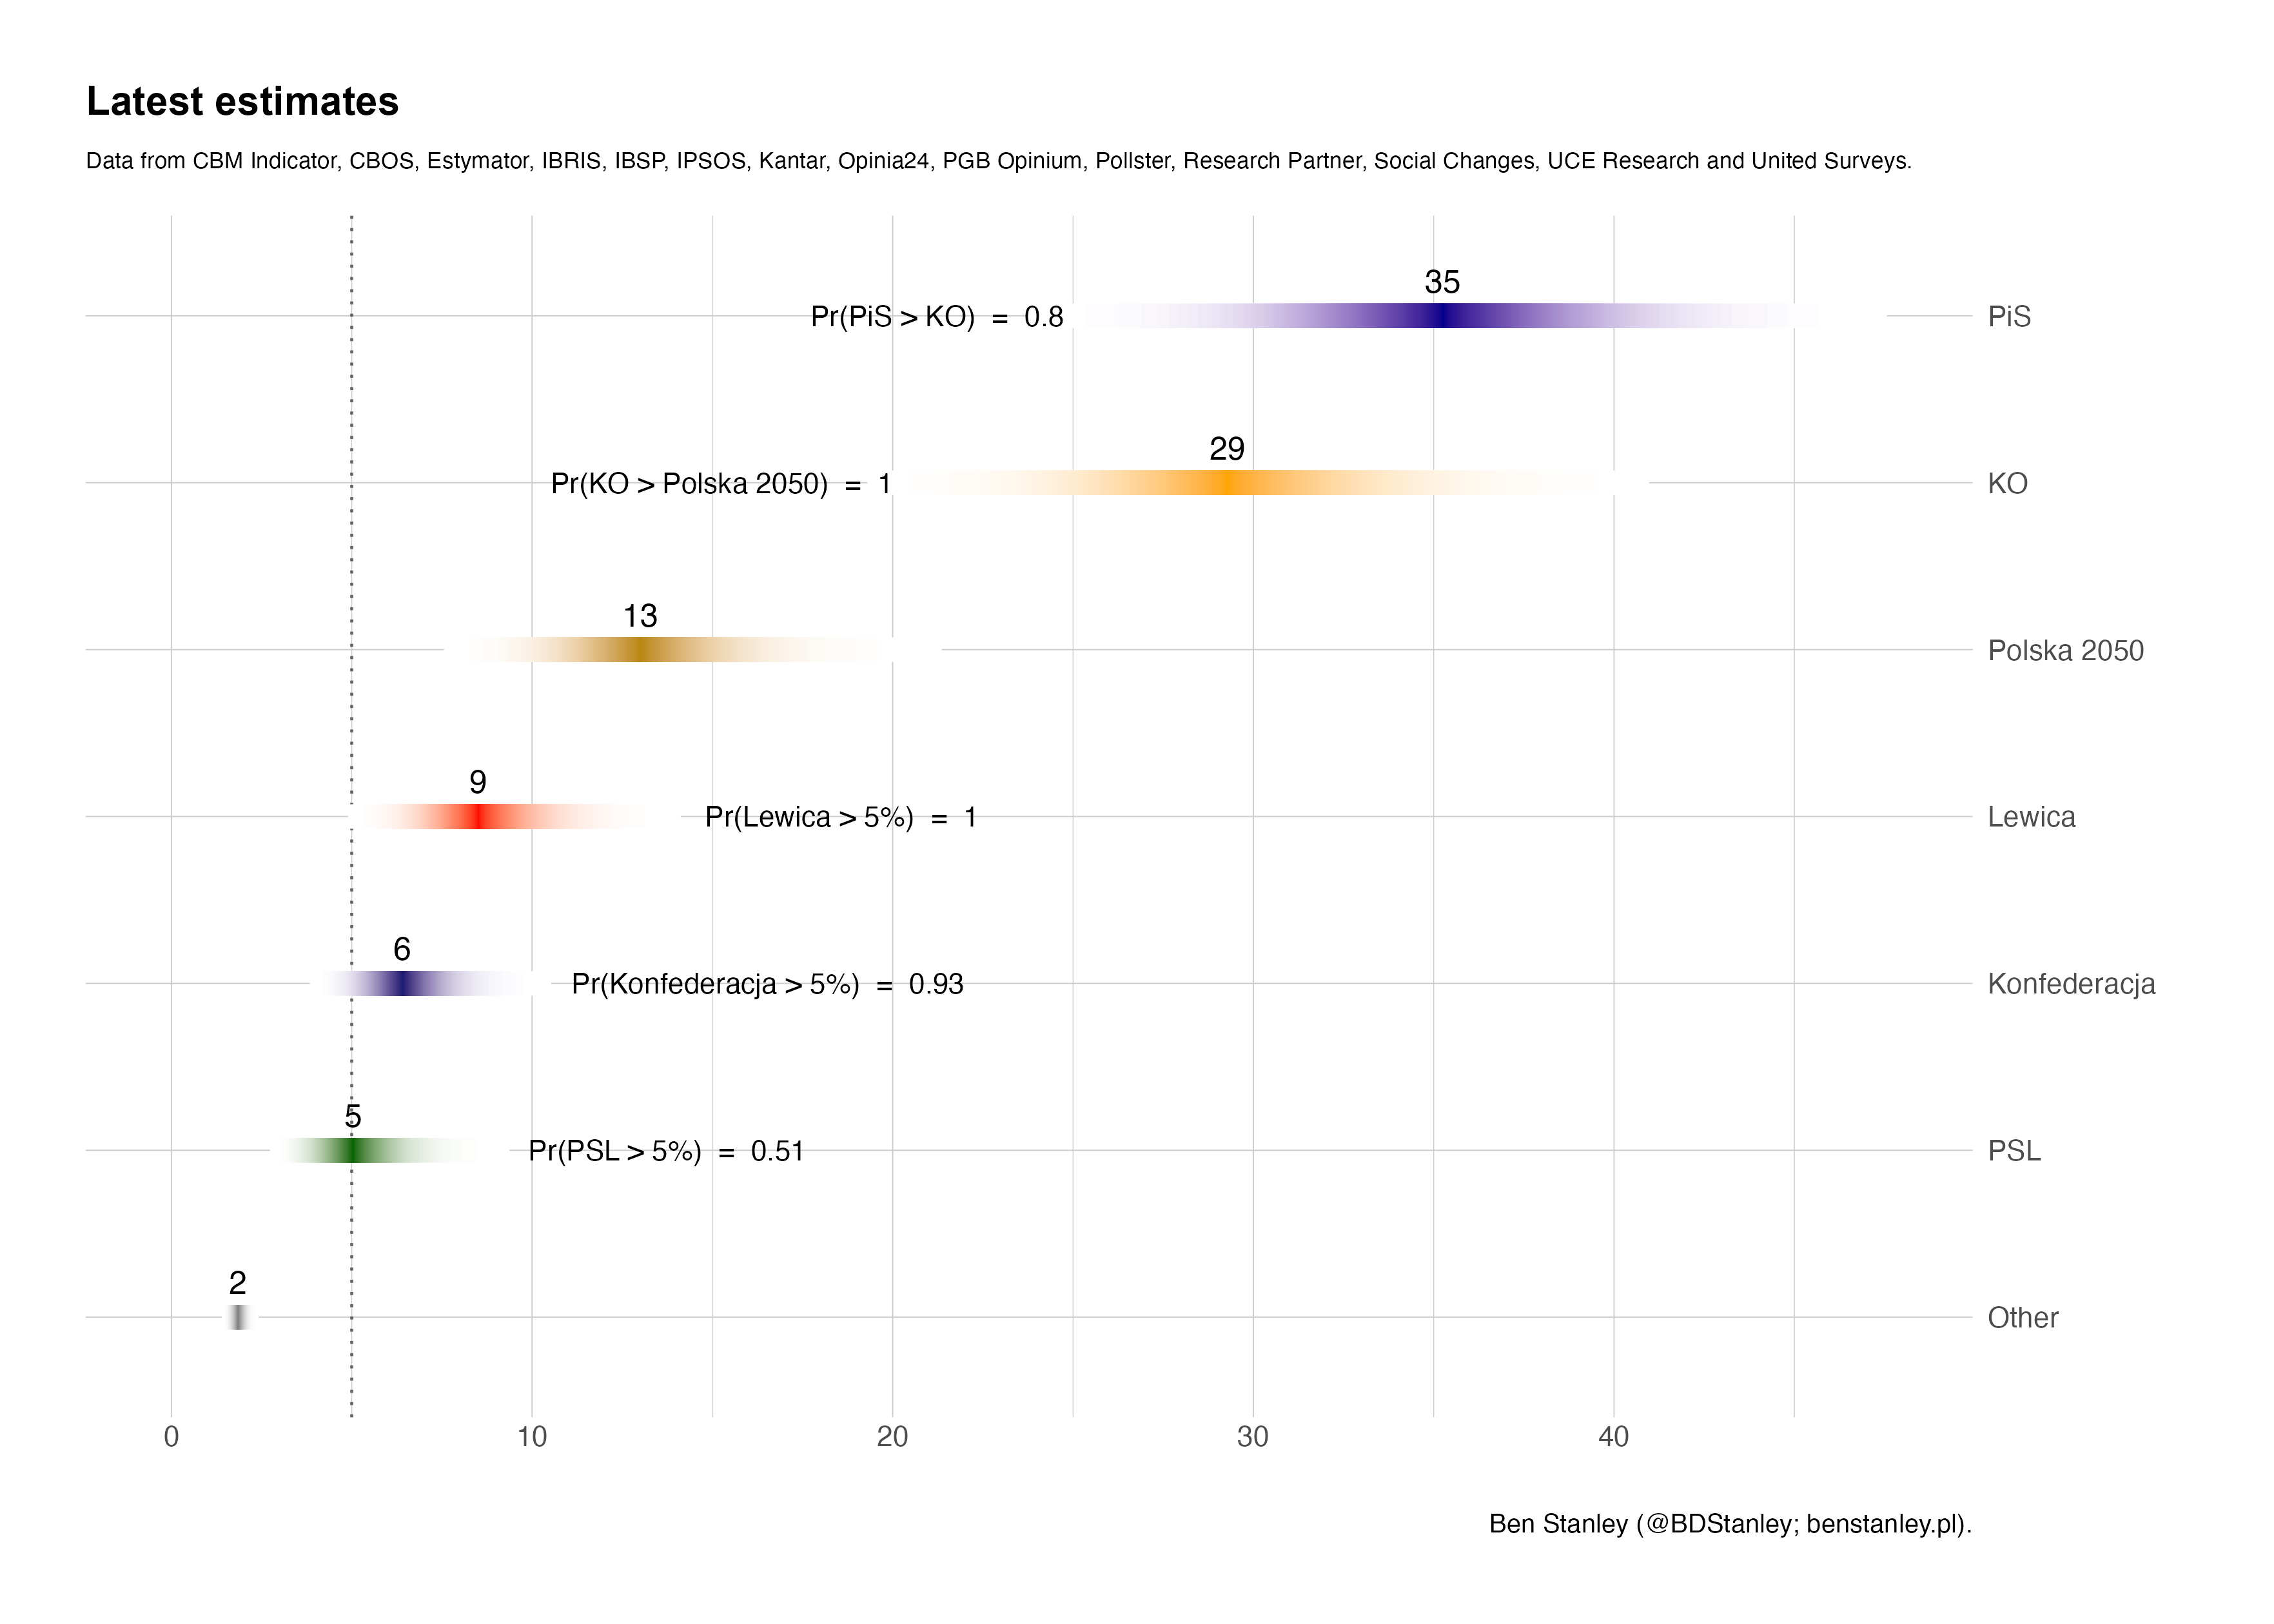 Latest estimates
Data from CBM Indicator, CBOS, Estymator, IBRIS, IBSP, IPSOS, Kantar, Opinia24, PGB Opinium, Pollster, Research Partner, Social Changes, UCE Research and United Surveys.
35
Pr(PiS > KO) = 0.8
PiS
29
Pr(KO > Polska 2050) = 1
KO
13
Polska 2050
9
Pr(Lewica > 5%) = 1
Lewica
6
Pr(Konfederacja > 5%) = 0.93
Konfederacja
5
Pr(PSL > 5%) = 0.51
PSL
2
Other
0 10 20 30 40
Ben Stanley (@BDStanley; benstanley.pl).